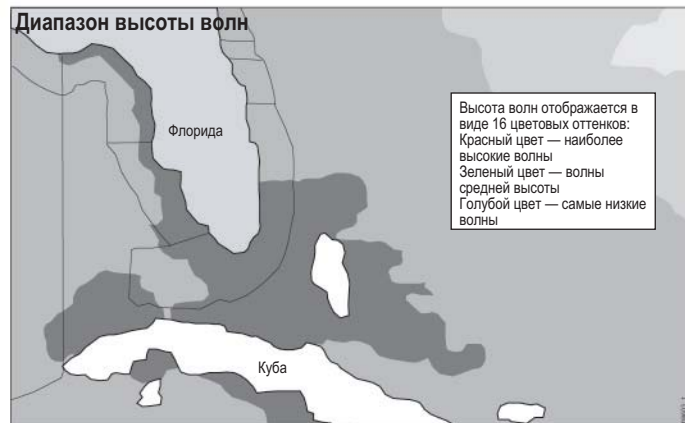 Диапазон высоты волн
Флорида
Высота волн отображается в
виде 16 цветовых оттенков:
Красный цвет — наиболее
высокие волны
Зеленый цвет — волны
средней высоты
Голубой цвет — самые низкие
волны
Куба